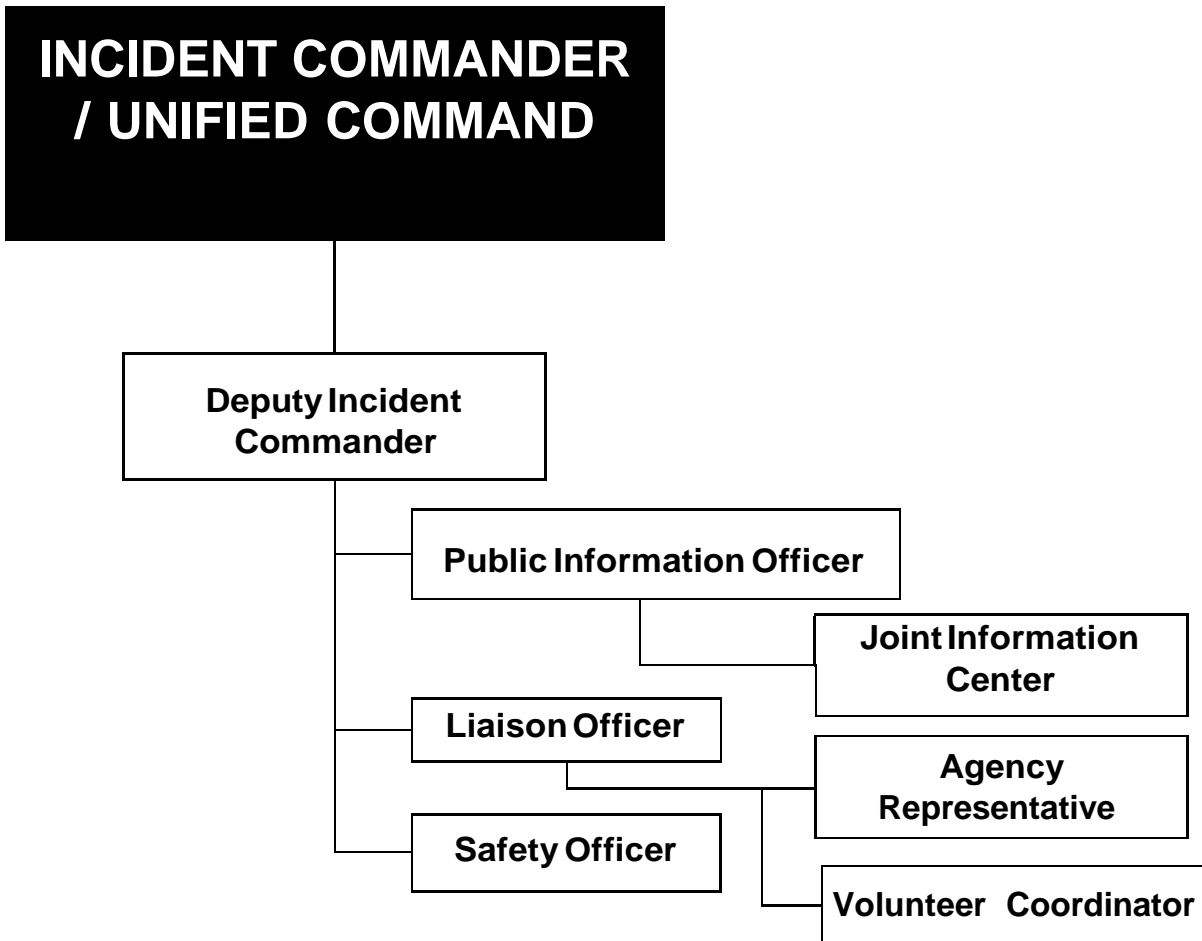 INCIDENT COMMANDER
/ UNIFIED COMMAND
Deputy Incident
Commander
Public Information Officer
Joint Information
Center
Liaison Officer
Agency
Representative
Safety Officer
Volunteer Coordinator